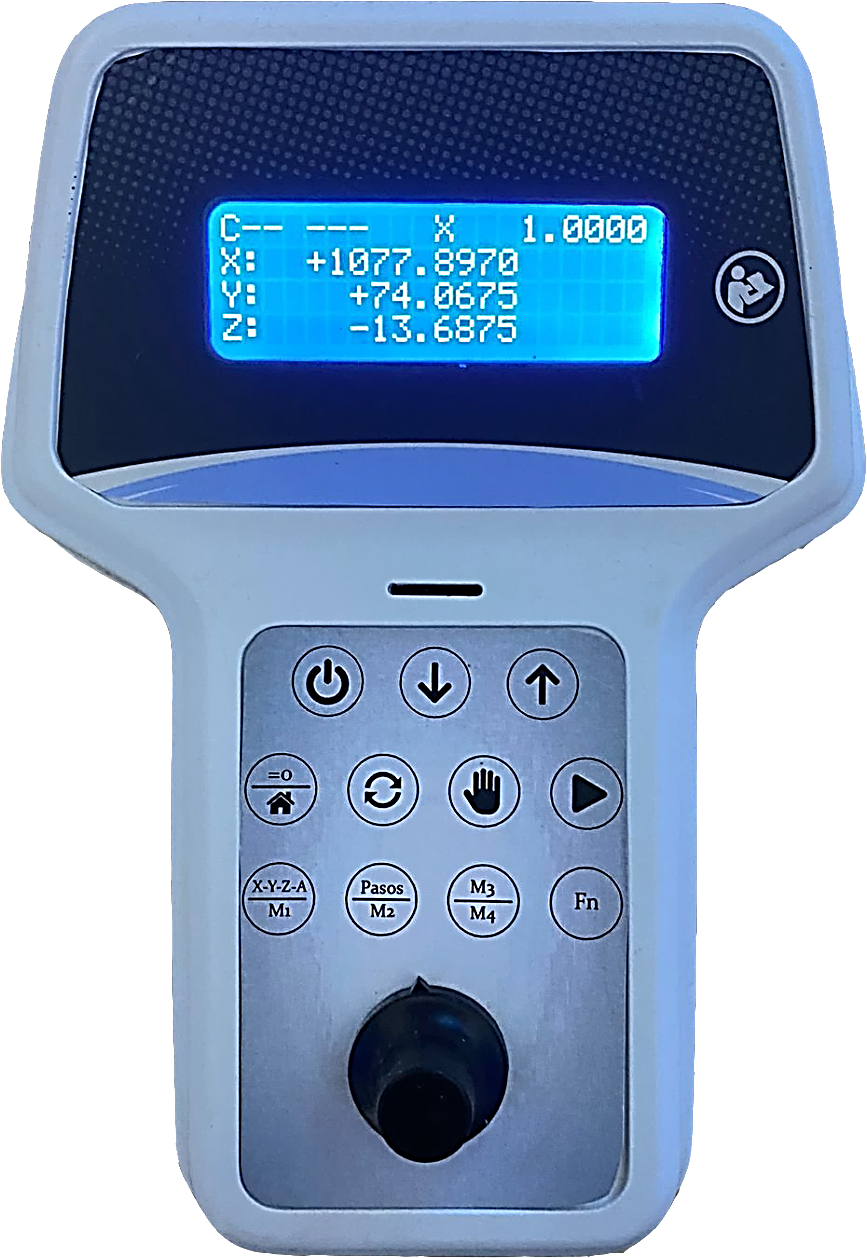 C-- --- X 1.0000
X: +1077.8970
Y: +74.0675
Z: -13.6875
=0
X-Y-Z-A
M1
Pasos
M2
M3
M4
Fn